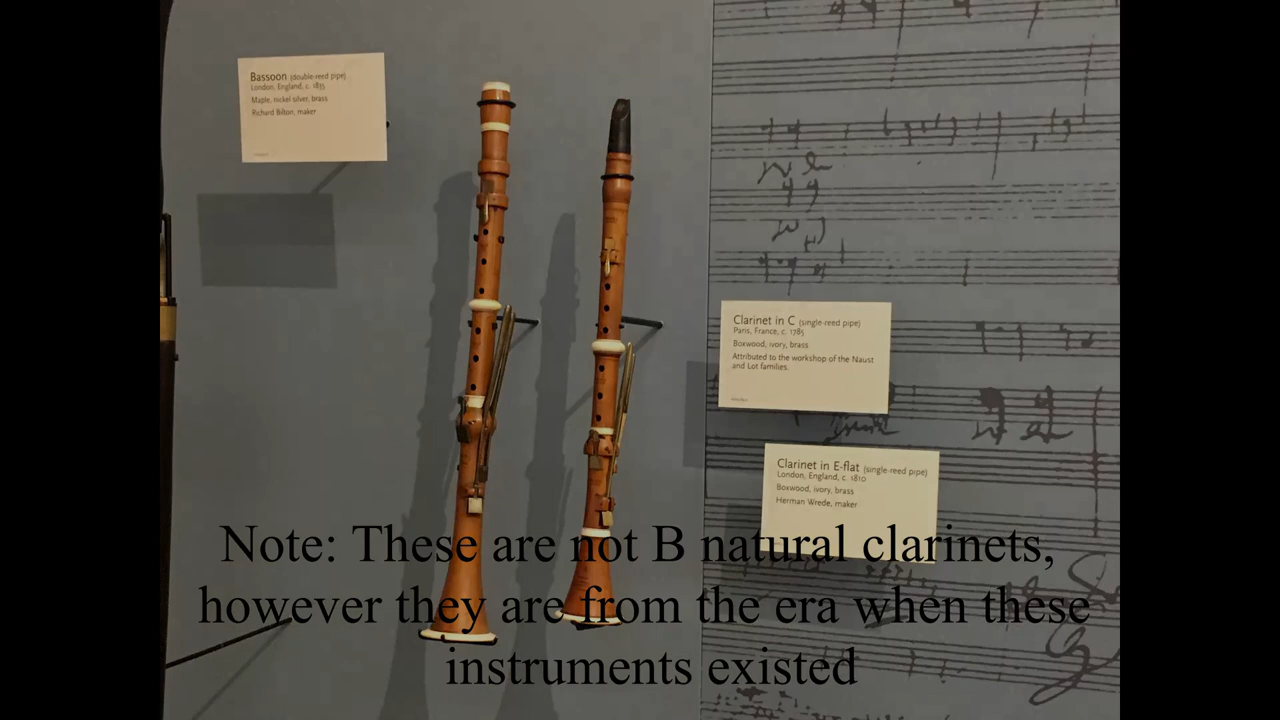 Bassoon (double-reed pipe)
London, England, c. 1835
Maple, nickel silver, brass
Richard Bilton, maker
Clarinet in C (single-reed pipe)
Paris, France, c. 1785
Boxwood, ivory, brass
Attributed to the workshop of the Naust
and Lot families.
Clarinet in E-flat (single-reed pipe)
London, England, c. 1810
Boxwood, ivory, brass
Herman Wrede, maker
Note: These are not B natural clarinets,
however they are from the era when these
instruments existed